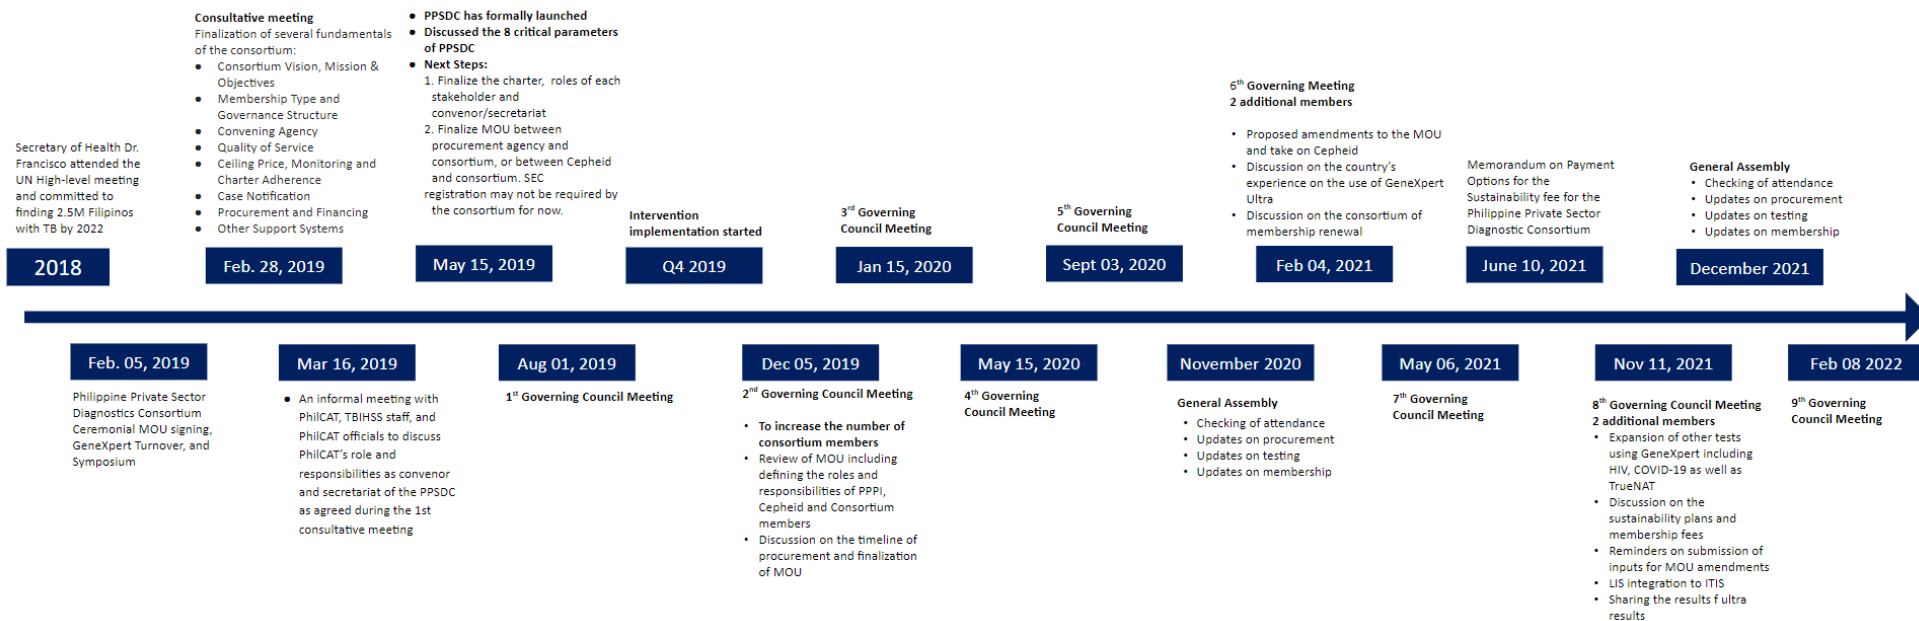 Secretary of Health Dr.
Francisco attended the
UN High-level meeting
and committed to
finding 2.5M Filipinos
with TB by 2022
2018
Consultative meeting
Finalization of several fundamentals
of the consortium:
● Consortium Vision, Mission &
Objectives
● Membership Type and
Governance Structure
● Convening Agency
● Quality of Service
● Ceiling Price, Monitoring and
Charter Adherence
● Case Notification
● Procurement and Financing
● Other Support Systems
Feb. 28, 2019
● PPSDC has formally launched
● Discussed the 8 critical parameters
of PPSDC
● Next Steps:
1. Finalize the charter, roles of each
stakeholder and
convenor/secretariat
2. Finalize MOU between
procurement agency and
consortium, or between Cepheid
and consortium. SEC
registration may not be required by
the consortium for now.
May 15, 2019
Intervention
implementation started
Q4 2019
3rd Governing
Council Meeting
Jan 15, 2020
5th Governing
Council Meeting
Sept 03, 2020
6th Governing Meeting
2 additional members
• Proposed amendments to the MOU
and take on Cepheid
• Discussion on the country's
experience on the use of GeneXpert
Ultra
• Discussion on the consortium of
membership renewal
Feb 04, 2021
Memorandum on Payment
Options for the
Sustainability fee for the
Philippine Private Sector
Diagnostic Consortium
June 10, 2021
General Assembly
• Checking of attendance
• Updates on procurement
• Updates on testing
• Updates on membership
December 2021
Feb. 05, 2019
Philippine Private Sector
Diagnostics Consortium
Ceremonial MOU signing,
GeneXpert Turnover, and
Symposium
Mar 16, 2019
● An informal meeting with
PhilCAT, TBIHSS staff, and
PhilCAT officials to discuss
PhilCAT's role and
responsibilities as convenor
and secretariat of the PPSDC
as agreed during the 1st
consultative meeting
Aug 01, 2019
1st Governing Council Meeting
Dec 05, 2019
2nd Governing Council Meeting
• To increase the number of
consortium members
• Review of MOU including
defining the roles and
responsibilities of PPPI,
Cepheid and Consortium
members
• Discussion on the timeline of
procurement and finalization
of MOU
May 15, 2020
4th Governing
Council Meeting
November 2020
General Assembly
• Checking of attendance
• Updates on procurement
• Updates on testing
• Updates on membership
May 06, 2021
7th Governing
Council Meeting
Nov 11, 2021
8th Governing Council Meeting
2 additional members
• Expansion of other tests
using GeneXpert including
HIV, COVID-19 as well as
TrueNAT
• Discussion on the
sustainability plans and
membership fees
• Reminders on submission of
inputs for MOU amendments
• LIS integration to ITIS
• Sharing the results f ultra
results
Feb 08 2022
9th Governing
Council Meeting